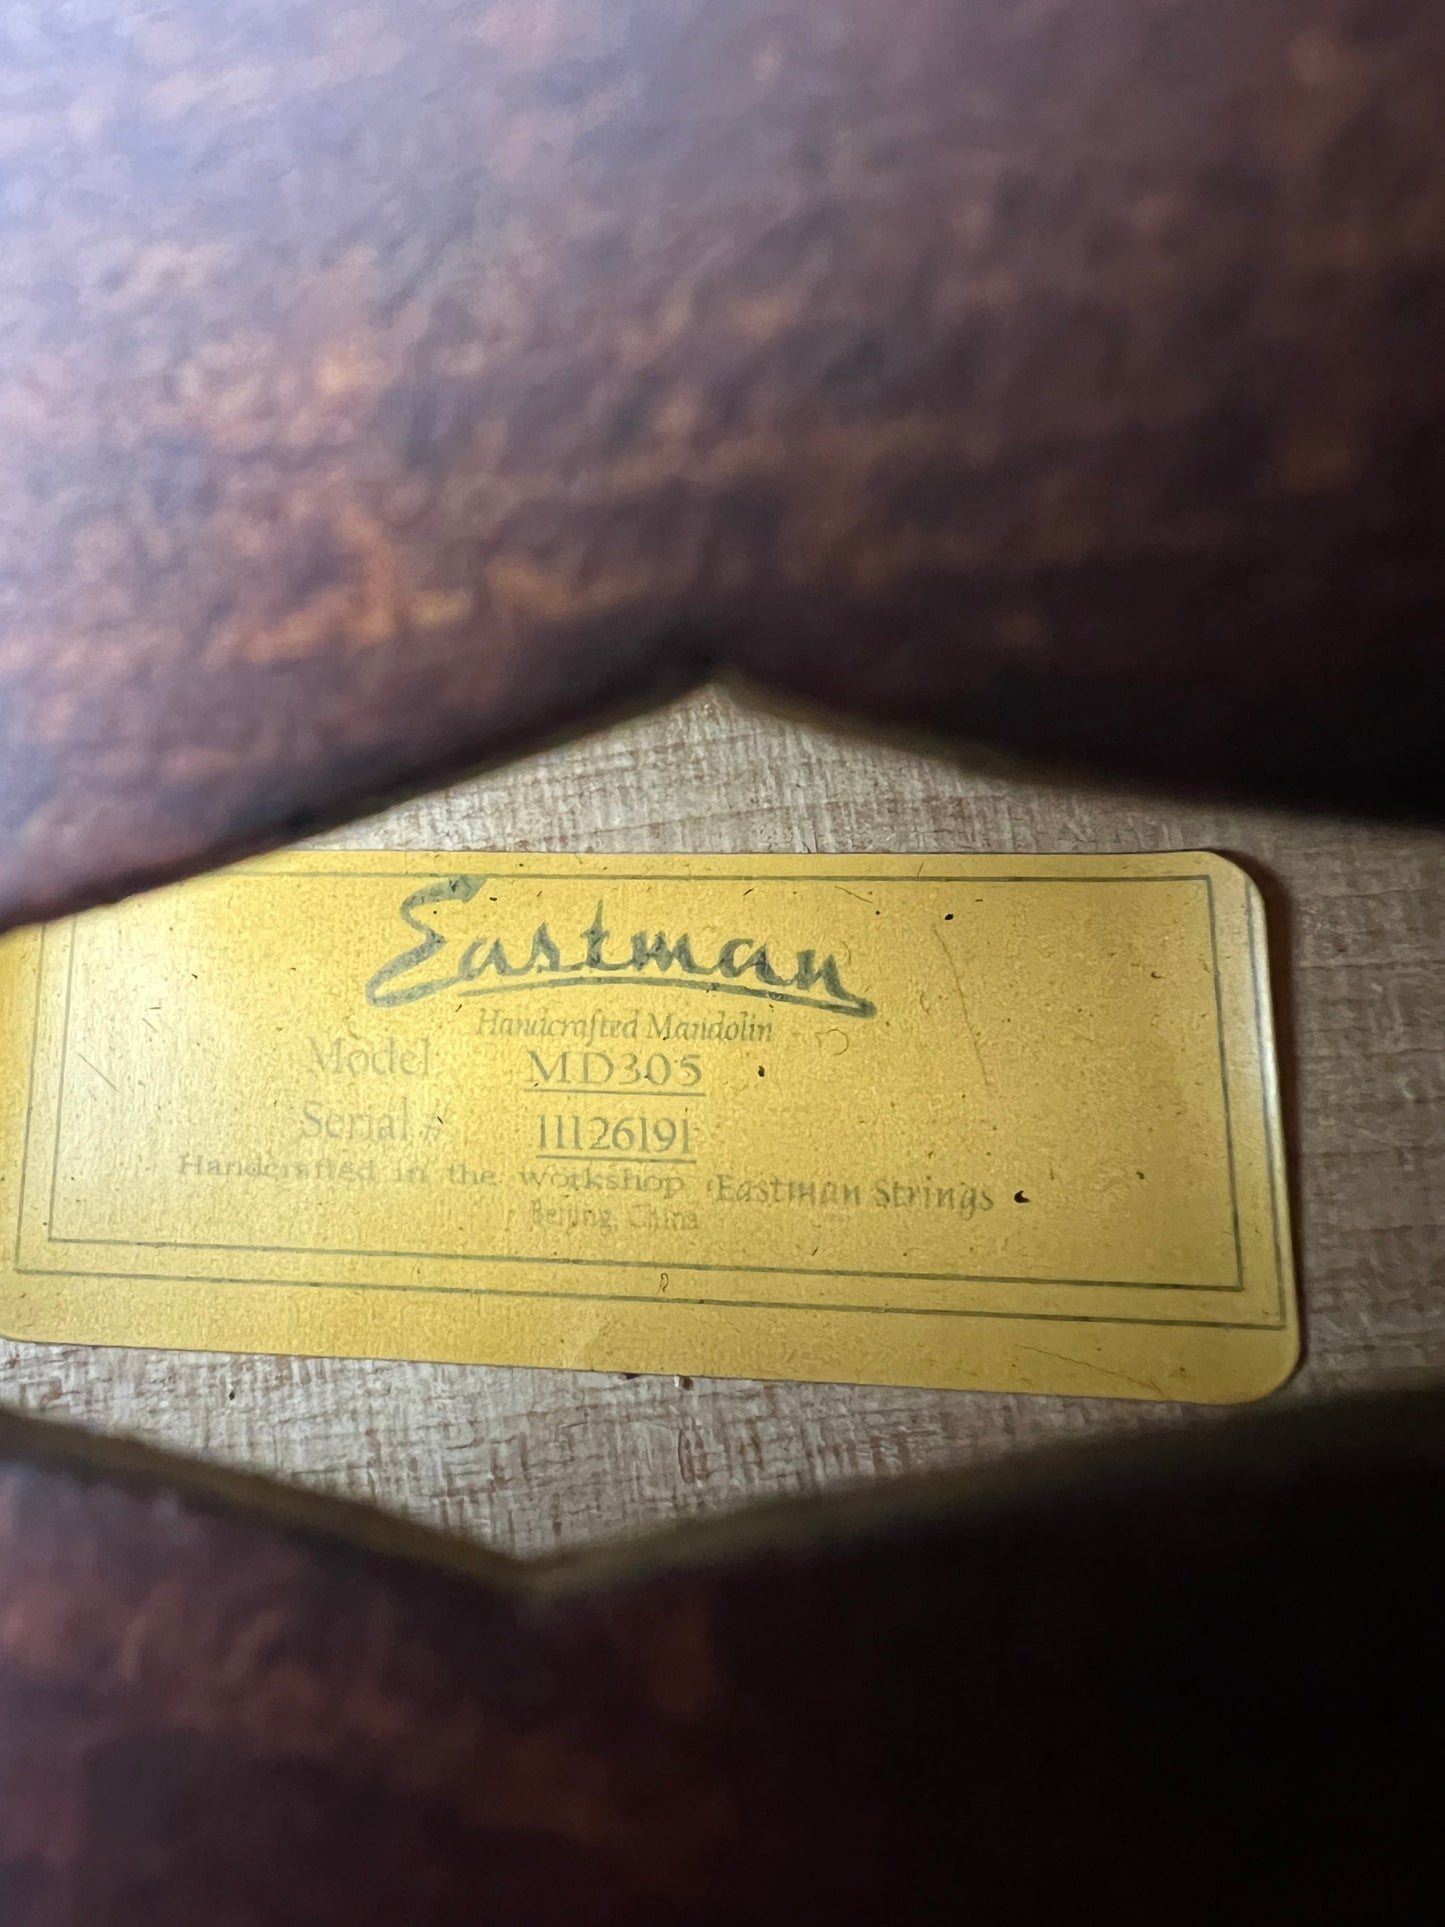 Eastman
Handcrafted Mandolin
Model MD305
Serial # 11126191
Handcrafted in the workshop Eastman Strings
Beijing, China